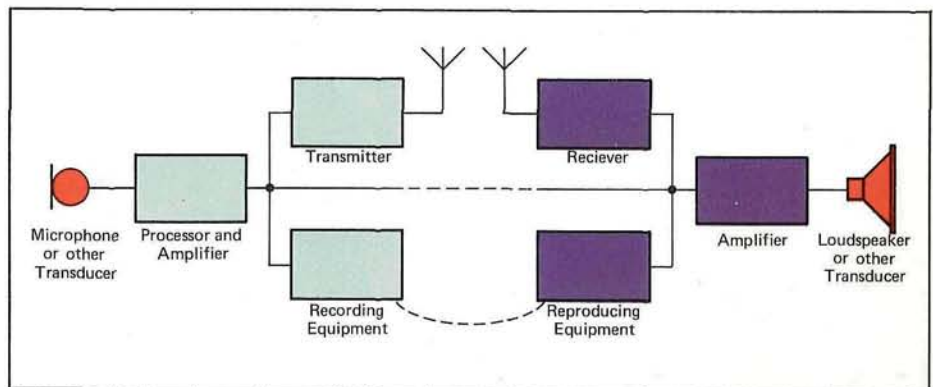 Transmitter
Reciever
Microphone
or other
Transducer
Processor and
Amplifier
Amplifier
Loudspeaker
or other
Transducer
Recording
Equipment
Reproducing
Equipment